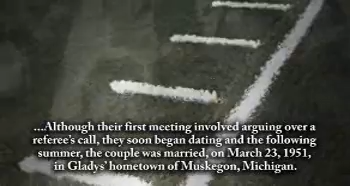 ...Although their first meeting involved arguing over a
referee's call, they soon began dating and the following
summer, the couple was married, on March 23, 1951,
in Gladys' hometown of Muskegon, Michigan.